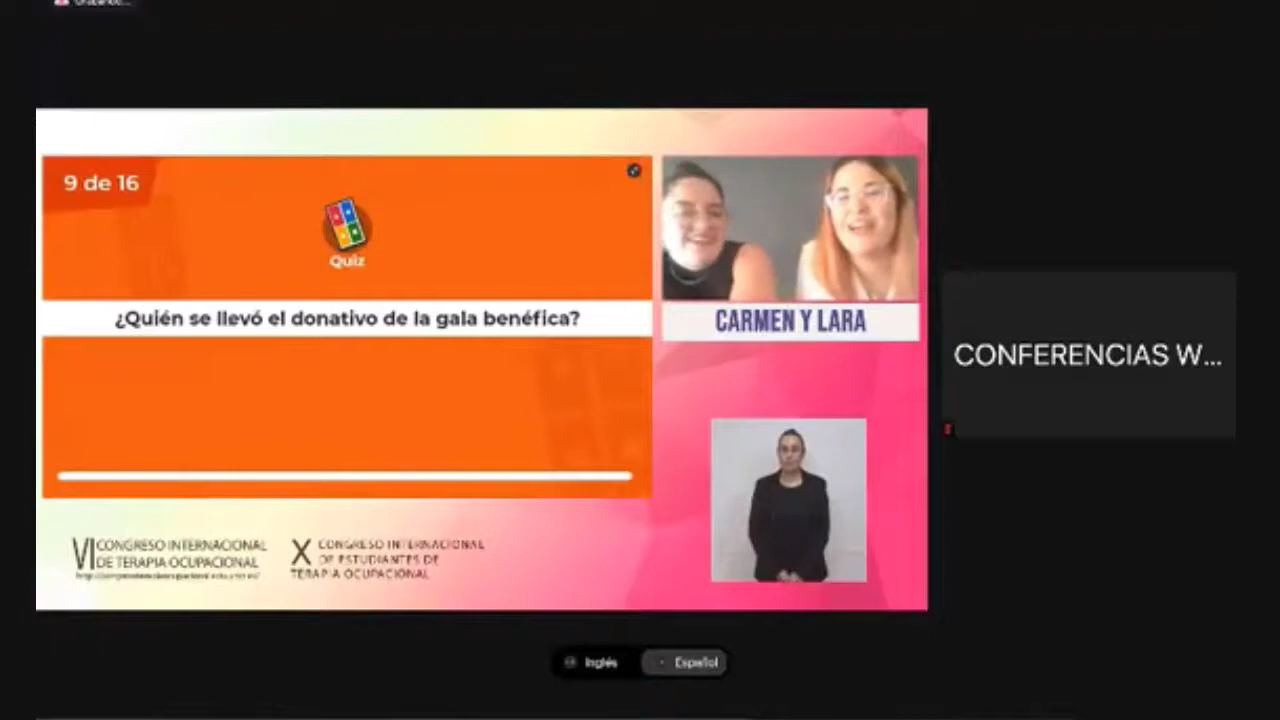 9 de 16
Quiz
¿Quién se llevó el donativo de la gala benéfica?
CARMEN Y LARA
CONFERENCIAS W...
VI CONGRESO INTERNACIONAL
DE TERAPIA OCUPACIONAL
X CONGRESO INTERNACIONAL
DE ESTUDIANTES DE
TERAPIA OCUPACIONAL
Inglés
Español